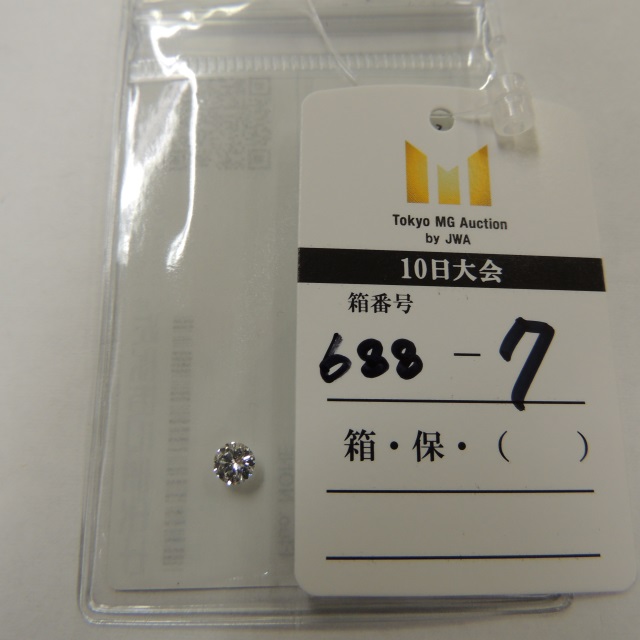 Tokyo MG Auction
by JWA
10日大会
箱番号
688 - 7
箱・保・（　　）